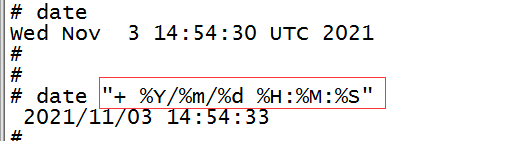 # date
Wed Nov  3 14:54:30 UTC 2021
#
#
# date "+ %Y/%m/%d %H:%M:%S"
 2021/11/03 14:54:33
#